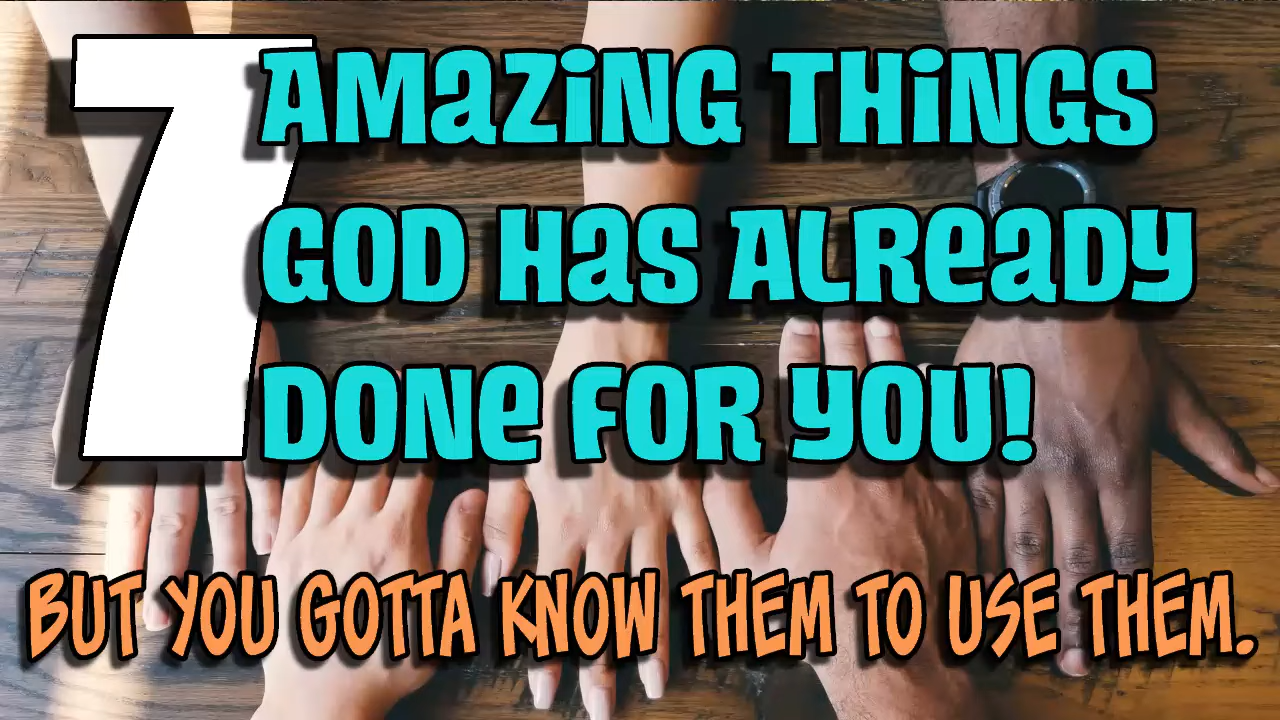 7 AMAZING THINGS
GOD HAS ALREADY
DONE FOR YOU!
BUT YOU GOTTA KNOW THEM TO USE THEM.